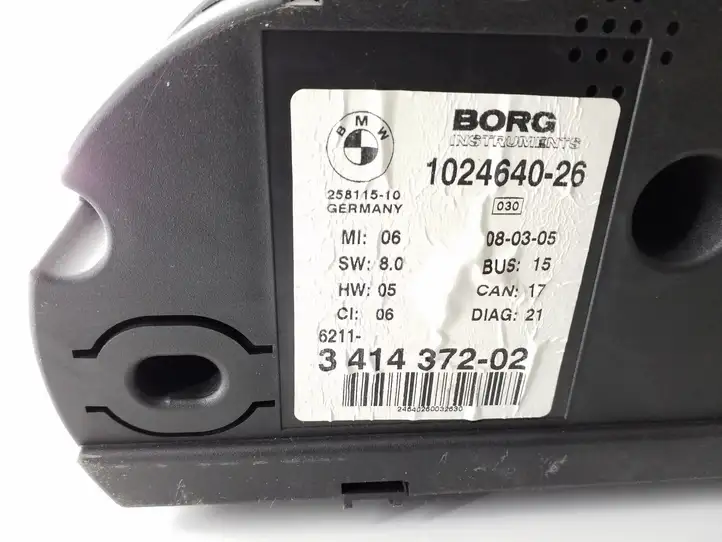 BMW
BORG
INSTRUMENTS
1024640-26
258115-10
GERMANY
030
MI: 06
08-03-05
SW: 8.0
BUS: 15
HW: 05
CAN: 17
CI: 06
DIAG: 21
6211-
3 414 372-02
24640260032630